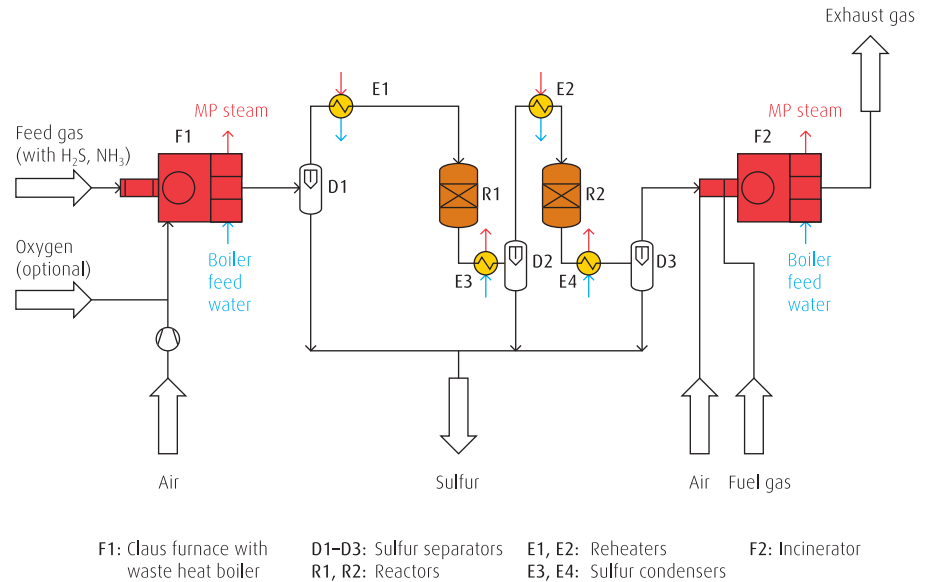 Exhaust gas
E1
E2
MP steam
MP steam
Feed gas
(with H₂S, NH₃)
F1
F2
D1
R1
R2
Oxygen
(optional)
Boiler
feed
water
E3
D2
E4
D3
Boiler
feed
water
Air
Sulfur
Air
Fuel gas
F1: Claus furnace with
waste heat boiler
D1–D3: Sulfur separators
R1, R2: Reactors
E1, E2: Reheaters
E3, E4: Sulfur condensers
F2: Incinerator